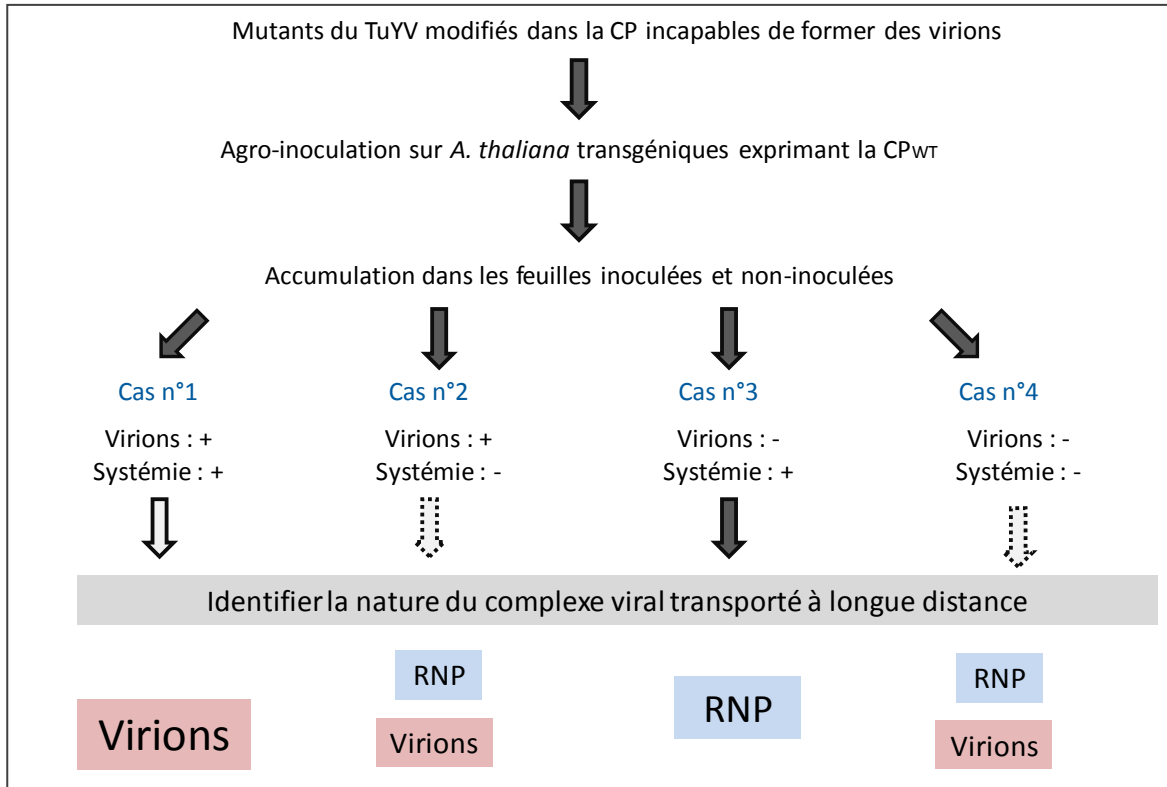 Mutants du TuYV modifiés dans la CP incapables de former des virions
Agro-inoculation sur A. thaliana transgéniques exprimant la CPWT
Accumulation dans les feuilles inoculées et non-inoculées
Cas n°1
Cas n°2
Cas n°3
Cas n°4
Virions : +
Systémie : +
Virions : +
Systémie : -
Virions : -
Systémie : +
Virions : -
Systémie : -
Identifier la nature du complexe viral transporté à longue distance
Virions
RNP
Virions
RNP
RNP
Virions